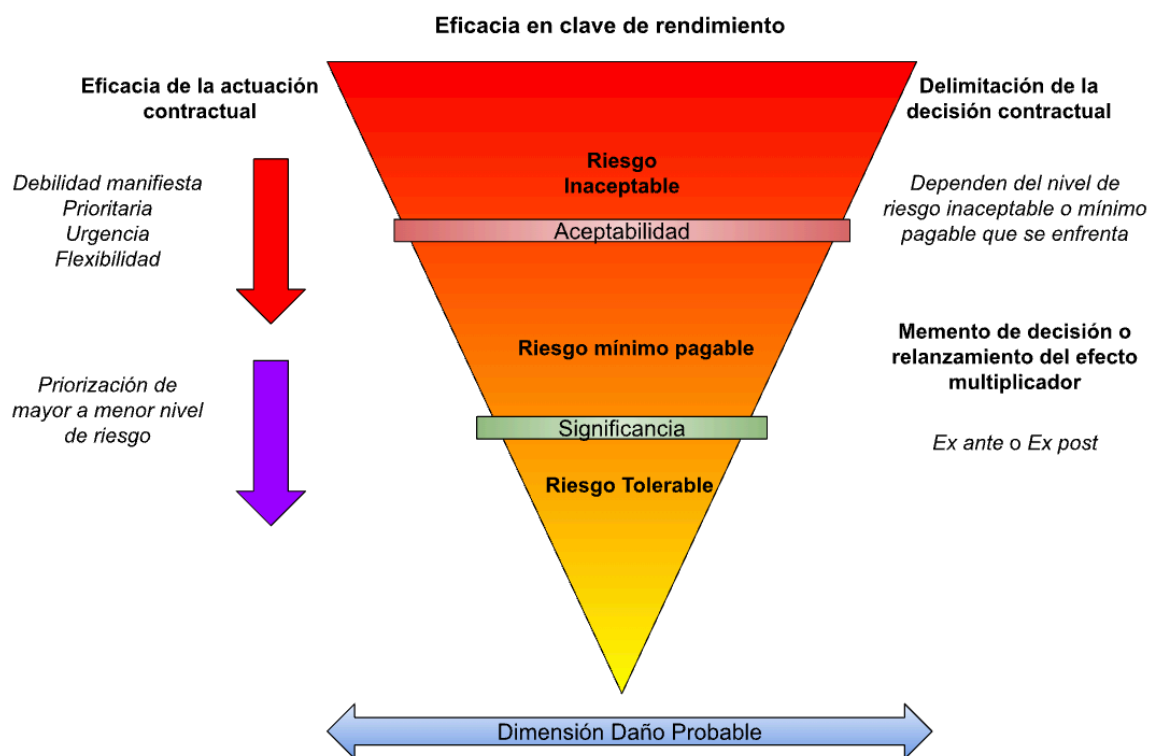 Eficacia en clave de rendimiento
Eficacia de la actuación
contractual
Debilidad manifiesta
Prioritaria
Urgencia
Flexibilidad
Priorización de
mayor a menor nivel
de riesgo
Riesgo
Inaceptable
Aceptabilidad
Riesgo mínimo pagable
Significancia
Riesgo Tolerable
Delimitación de la
decisión contractual
Dependen del nivel de
riesgo inaceptable o mínimo
pagable que se enfrenta
Memento de decisión o
relanzamiento del efecto
multiplicador
Ex ante o Ex post
Dimensión Daño Probable